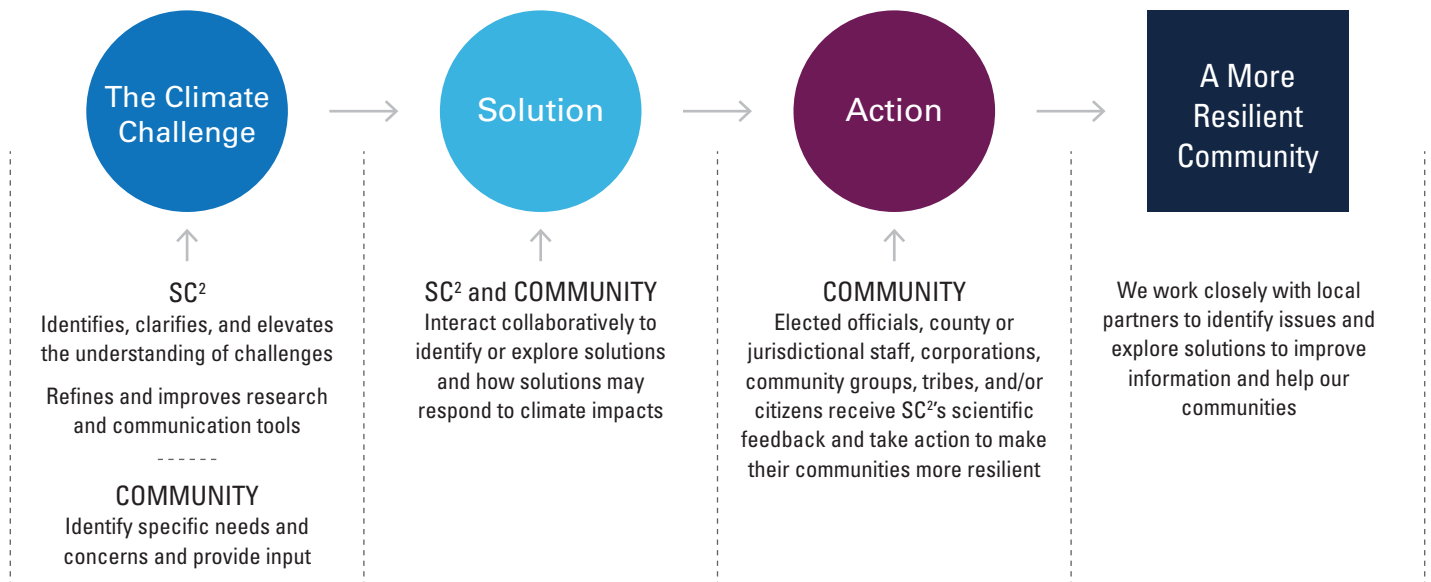 The Climate
Challenge
Solution
Action
A More
Resilient
Community
SC²
Identifies, clarifies, and elevates
the understanding of challenges
Refines and improves research
and communication tools
COMMUNITY
Identify specific needs and
concerns and provide input
SC² and COMMUNITY
Interact collaboratively to
identify or explore solutions
and how solutions may
respond to climate impacts
COMMUNITY
Elected officials, county or
jurisdictional staff, corporations,
community groups, tribes, and/or
citizens receive SC²’s scientific
feedback and take action to make
their communities more resilient
We work closely with local
partners to identify issues and
explore solutions to improve
information and help our
communities